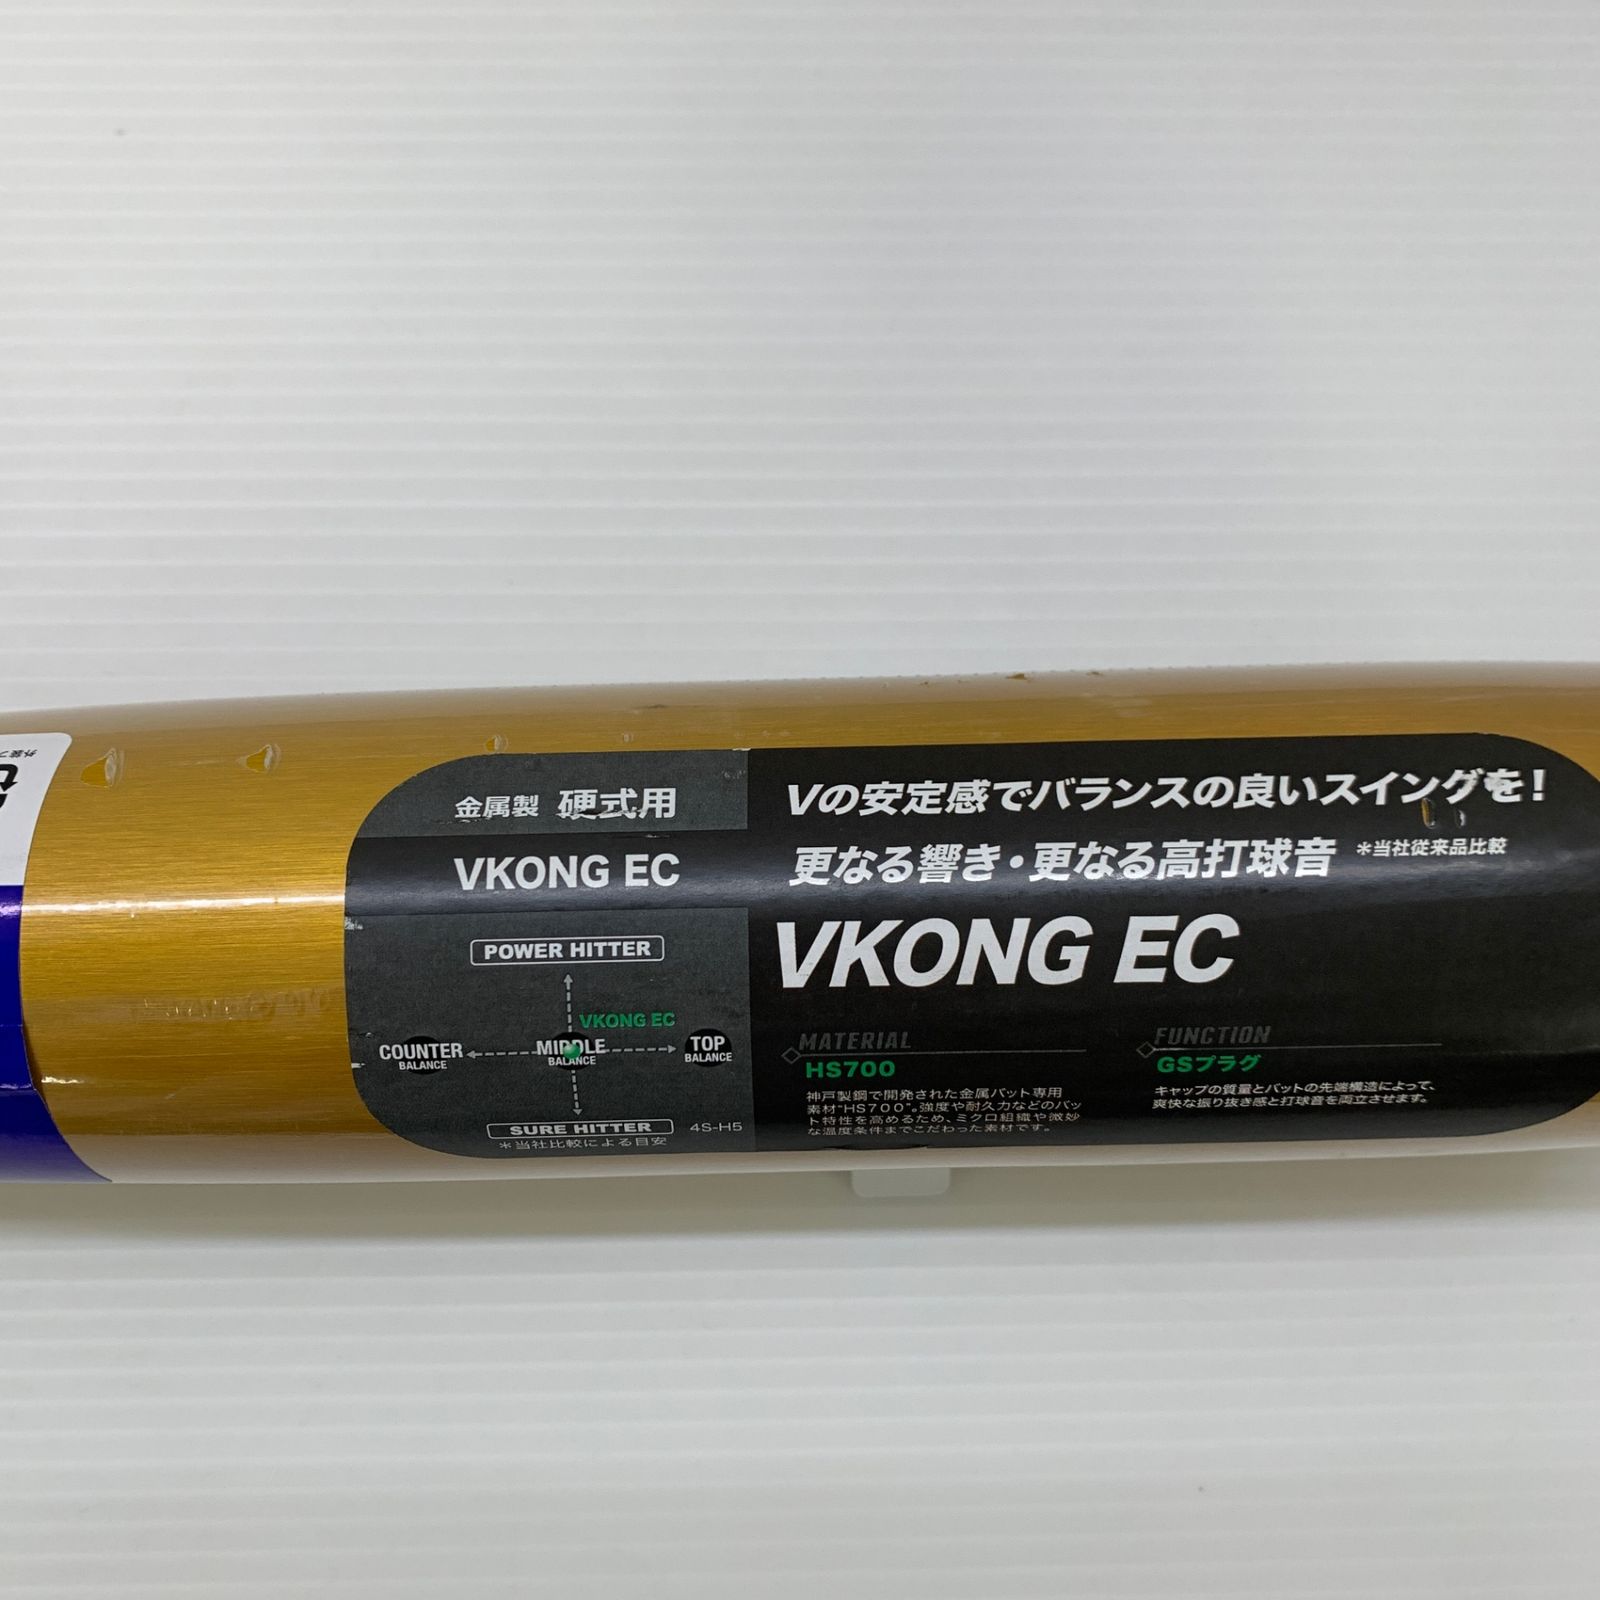 外装フ
金属製 硬式用
VKONG EC
POWER HITTER
VKONG EC
COUNTER BALANCE
MIDDLE BALANCE
TOP BALANCE
SURE HITTER
4S-H5
*当社比較による目安
Vの安定感でバランスの良いスイングを!
更なる響き・更なる高打球音 *当社従来品比較
VKONG EC
MATERIAL
HS700
神戸製鋼で開発された金属バット専用
素材"HS700"。強度や耐久力などのバッ
ト特性を高めるため、ミクロ組織や微妙
な温度条件までこだわった素材です。
FUNCTION
GSプラグ
キャップの質量とバットの先端構造によって、
爽快な振り抜き感と打球音を両立させます。